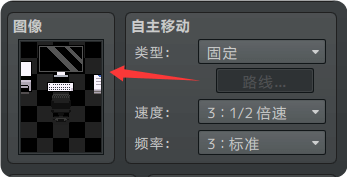 图像
自主移动
类型: 固定
路线...
速度: 3:1/2倍速
频率: 3:标准